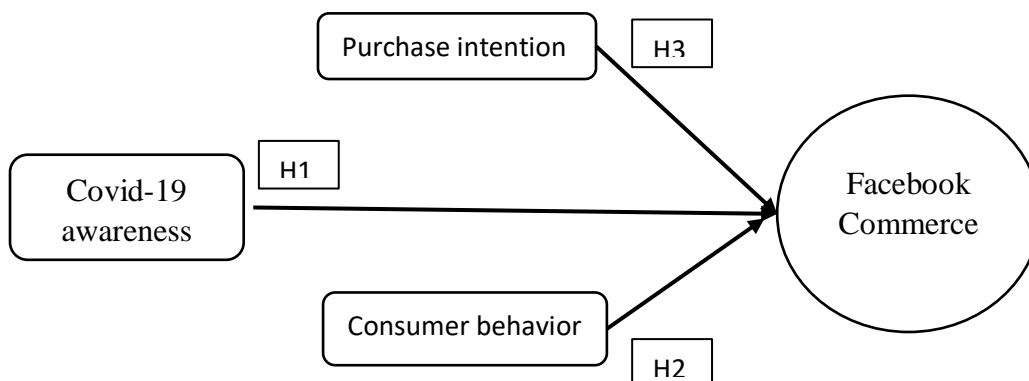 Purchase intention
H3
H1
Covid-19
awareness
Facebook
Commerce
Consumer behavior
H2